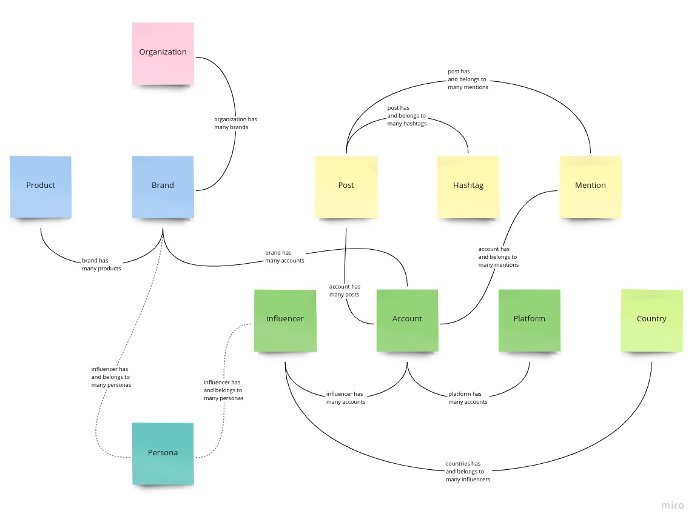 Organization
post has
and belongs to
many mentions
post has
and belongs to
many hashtags
organization has
many brands
Product
Brand
Post
Hashtag
Mention
brand has
many products
brand has
many accounts
account has
and belongs to
many mentions
account has
many posts
Influencer
Account
Platform
Country
influencer has
and belongs to
many personas
influencer has
and belongs to
many personas
influencer has
many accounts
platform has
many accounts
Persona
countries has
and belongs to
many influencers
miro